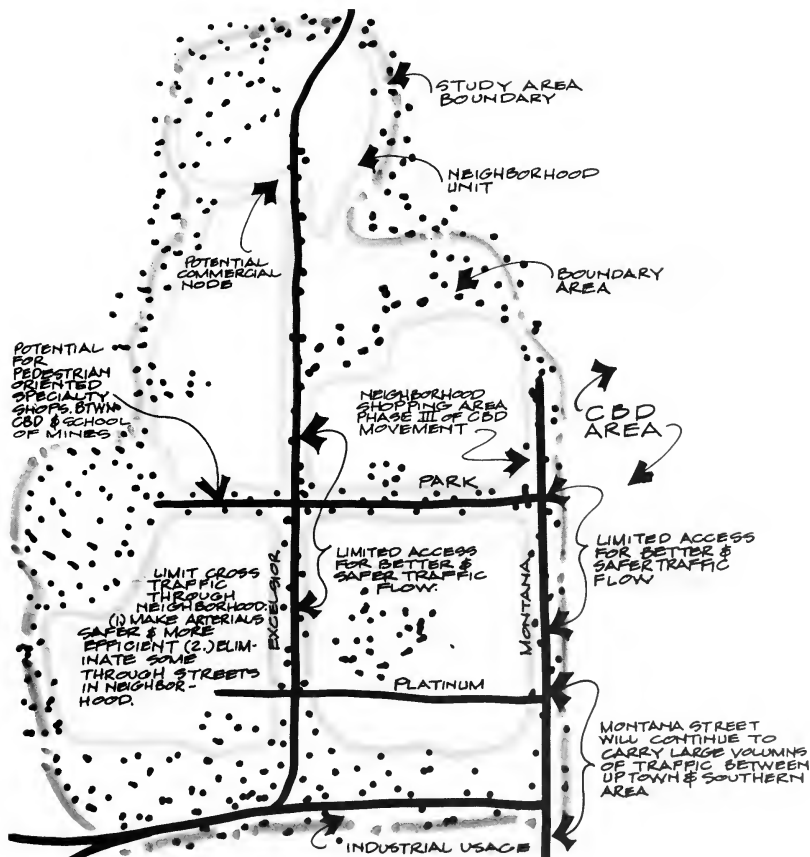 STUDY AREA
BOUNDARY
NEIGHBORHOOD
UNIT
POTENTIAL
COMMERCIAL
NODE
BOUNDARY
AREA
POTENTIAL
FOR
PEDESTRIAN
ORIENTED
SPECIALTY
SHOPS. BTWN
CBD & SCHOOL
OF MINES
NEIGHBORHOOD
SHOPPING AREA
PHASE III OF CBD
MOVEMENT
CBD
AREA
PARK
LIMIT CROSS
TRAFFIC
THROUGH
NEIGHBORHOOD:
(1) MAKE ARTERIALS
SAFER & MORE
EFFICIENT (2.) ELIM-
INATE SOME
THROUGH STREETS
IN NEIGHBOR-
HOOD.
EXCELSIOR
LIMITED ACCESS
FOR BETTER &
SAFER TRAFFIC
FLOW.
MONTANA
LIMITED ACCESS
FOR BETTER &
SAFER TRAFFIC
FLOW
PLATINUM
MONTANA STREET
WILL CONTINUE TO
CARRY LARGE VOLUMNS
OF TRAFFIC BETWEEN
UPTOWN & SOUTHERN
AREA
INDUSTRIAL USAGE